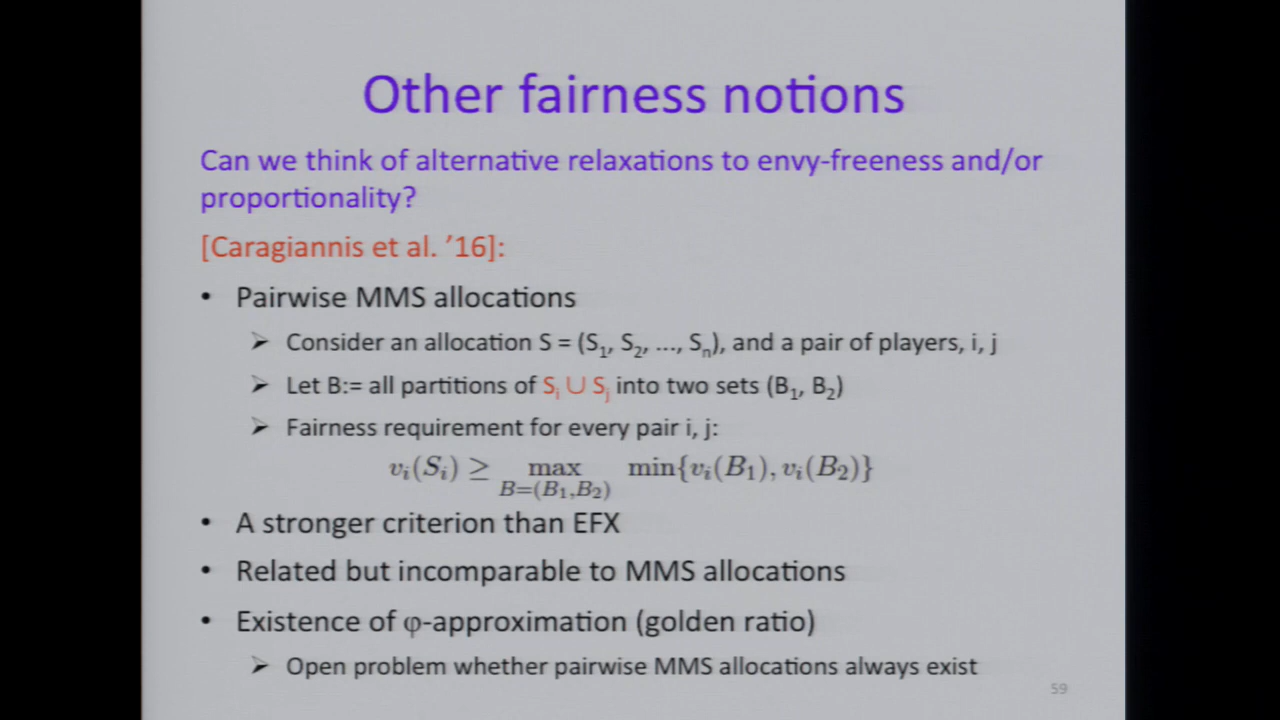 Other fairness notions
Can we think of alternative relaxations to envy-freeness and/or
proportionality?
[Caragiannis et al. ’16]:
• Pairwise MMS allocations
➢ Consider an allocation S = (S₁, S₂, ..., Sₙ), and a pair of players, i, j
➢ Let B:= all partitions of Sᵢ ∪ Sⱼ into two sets (B₁, B₂)
➢ Fairness requirement for every pair i, j:
vᵢ(Sᵢ) ≥ max min{vᵢ(B₁), vᵢ(B₂)}
B=(B₁,B₂)
• A stronger criterion than EFX
• Related but incomparable to MMS allocations
• Existence of φ-approximation (golden ratio)
➢ Open problem whether pairwise MMS allocations always exist
59